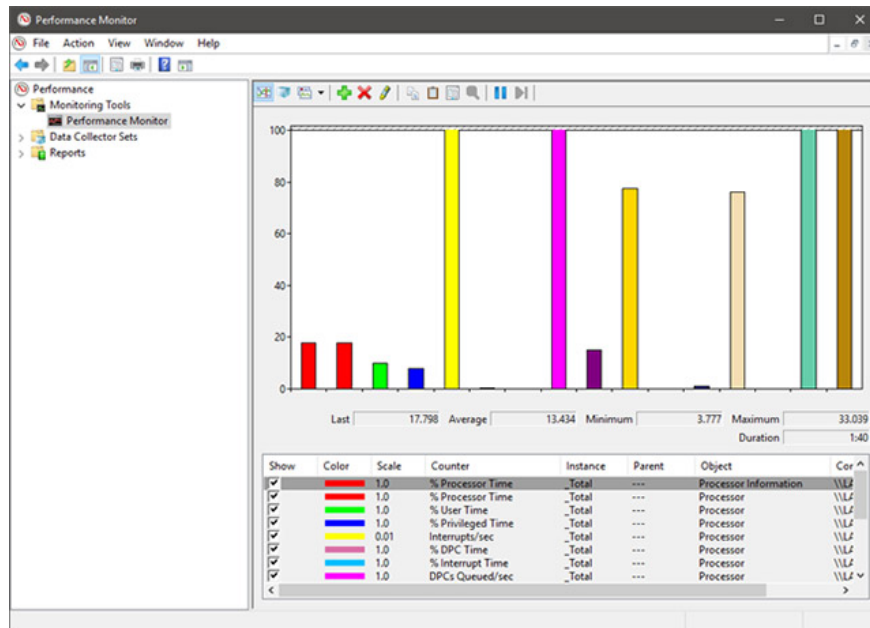 Performance Monitor
File Action View Window Help
Performance
Monitoring Tools
Performance Monitor
Data Collector Sets
Reports
100
80
60
40
20
0
Last 17.798 Average 13.434 Minimum 3.777 Maximum 33.039
Duration 1:40
Show Color Scale Counter Instance Parent Object
1.0 % Processor Time _Total --- Processor Information
1.0 % Processor Time _Total --- Processor
1.0 % User Time _Total --- Processor
1.0 % Privileged Time _Total --- Processor
0.01 Interrupts/sec _Total --- Processor
1.0 % DPC Time _Total --- Processor
1.0 % Interrupt Time _Total --- Processor
1.0 DPCs Queued/sec _Total --- Processor